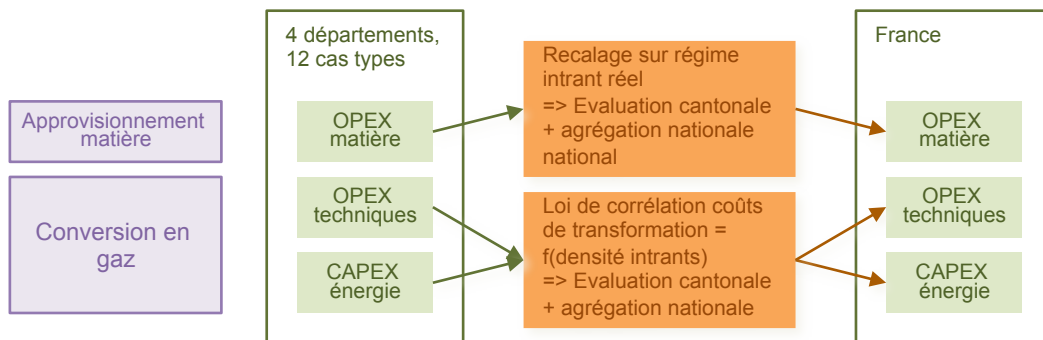 4 départements,
12 cas types
France
Approvisionnement
matière
Conversion en
gaz
OPEX
matière
OPEX
techniques
CAPEX
énergie
Recalage sur régime
intrant réel
=> Evaluation cantonale
+ agrégation nationale
national
Loi de corrélation coûts
de transformation =
f(densité intrants)
=> Evaluation cantonale
+ agrégation nationale
OPEX
matière
OPEX
techniques
CAPEX
énergie